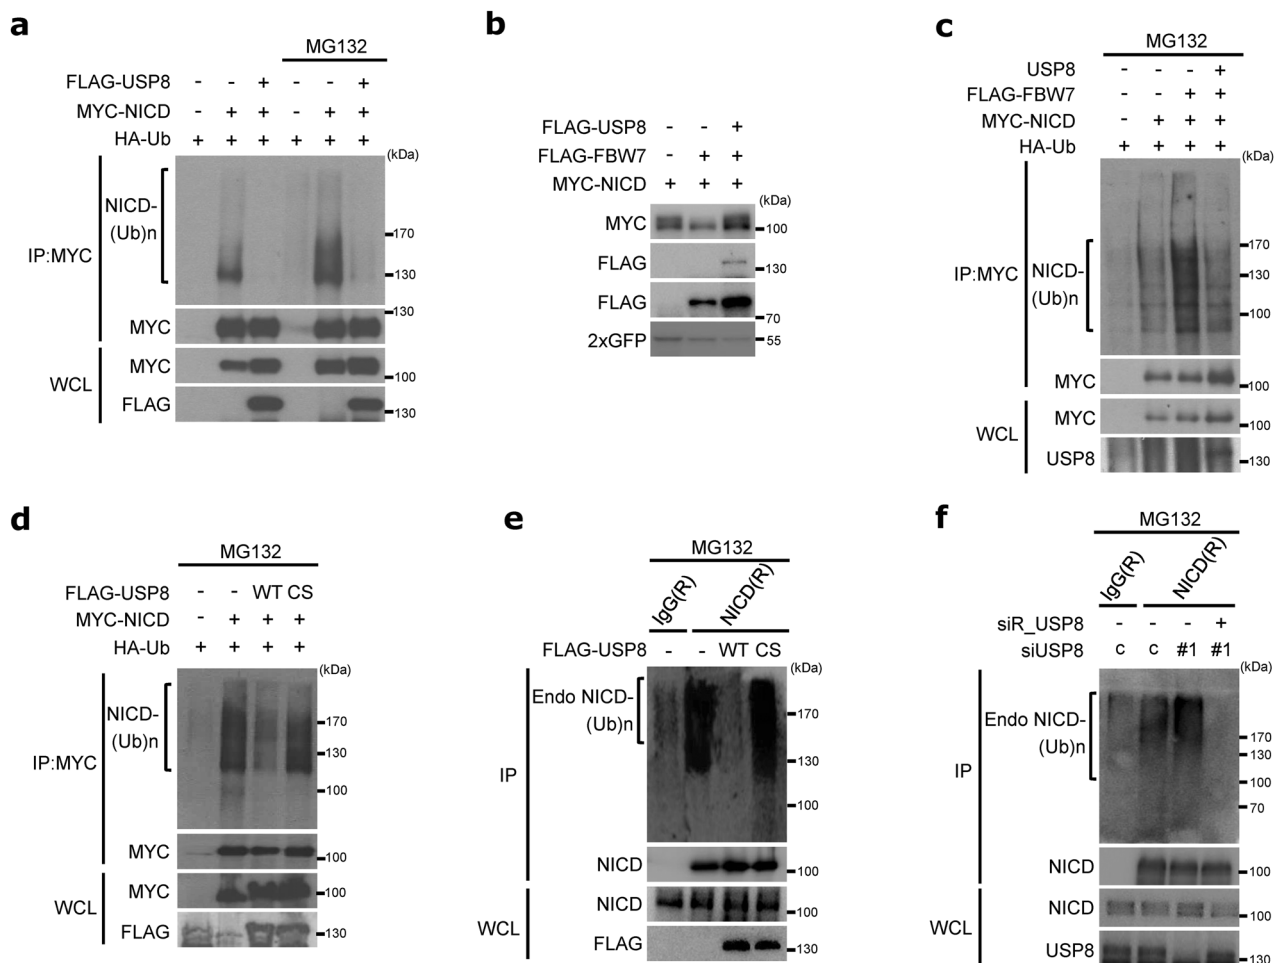 a
MG132
FLAG-USP8 - - + - - +
MYC-NICD - + + - + +
HA-Ub + + + + + +
(kDa)
NICD-
(Ub)n
170
IP:MYC
130
130
MYC
WCL
MYC
100
FLAG
130
b
FLAG-USP8 - - +
FLAG-FBW7 - + +
MYC-NICD + + +
(kDa)
MYC
100
FLAG
130
FLAG
70
2xGFP
55
c
MG132
USP8 - - - +
FLAG-FBW7 - - + +
MYC-NICD - + + +
HA-Ub + + + +
(kDa)
170
IP:MYC
NICD-
(Ub)n
130
100
MYC
100
WCL
MYC
100
USP8
130
d
MG132
FLAG-USP8 - - WT CS
MYC-NICD - + + +
HA-Ub + + + +
(kDa)
NICD-
(Ub)n
170
IP:MYC
130
100
MYC
100
WCL
MYC
100
FLAG
130
e
MG132
IgG(R)
NICD(R)
FLAG-USP8 - - WT CS
(kDa)
Endo NICD-
(Ub)n
170
IP
130
100
NICD
100
WCL
NICD
100
FLAG
130
f
MG132
IgG(R)
NICD(R)
siR_USP8 - - - +
siUSP8 c c #1 #1
(kDa)
Endo NICD-
(Ub)n
170
130
IP
100
70
NICD
100
WCL
NICD
100
USP8
130